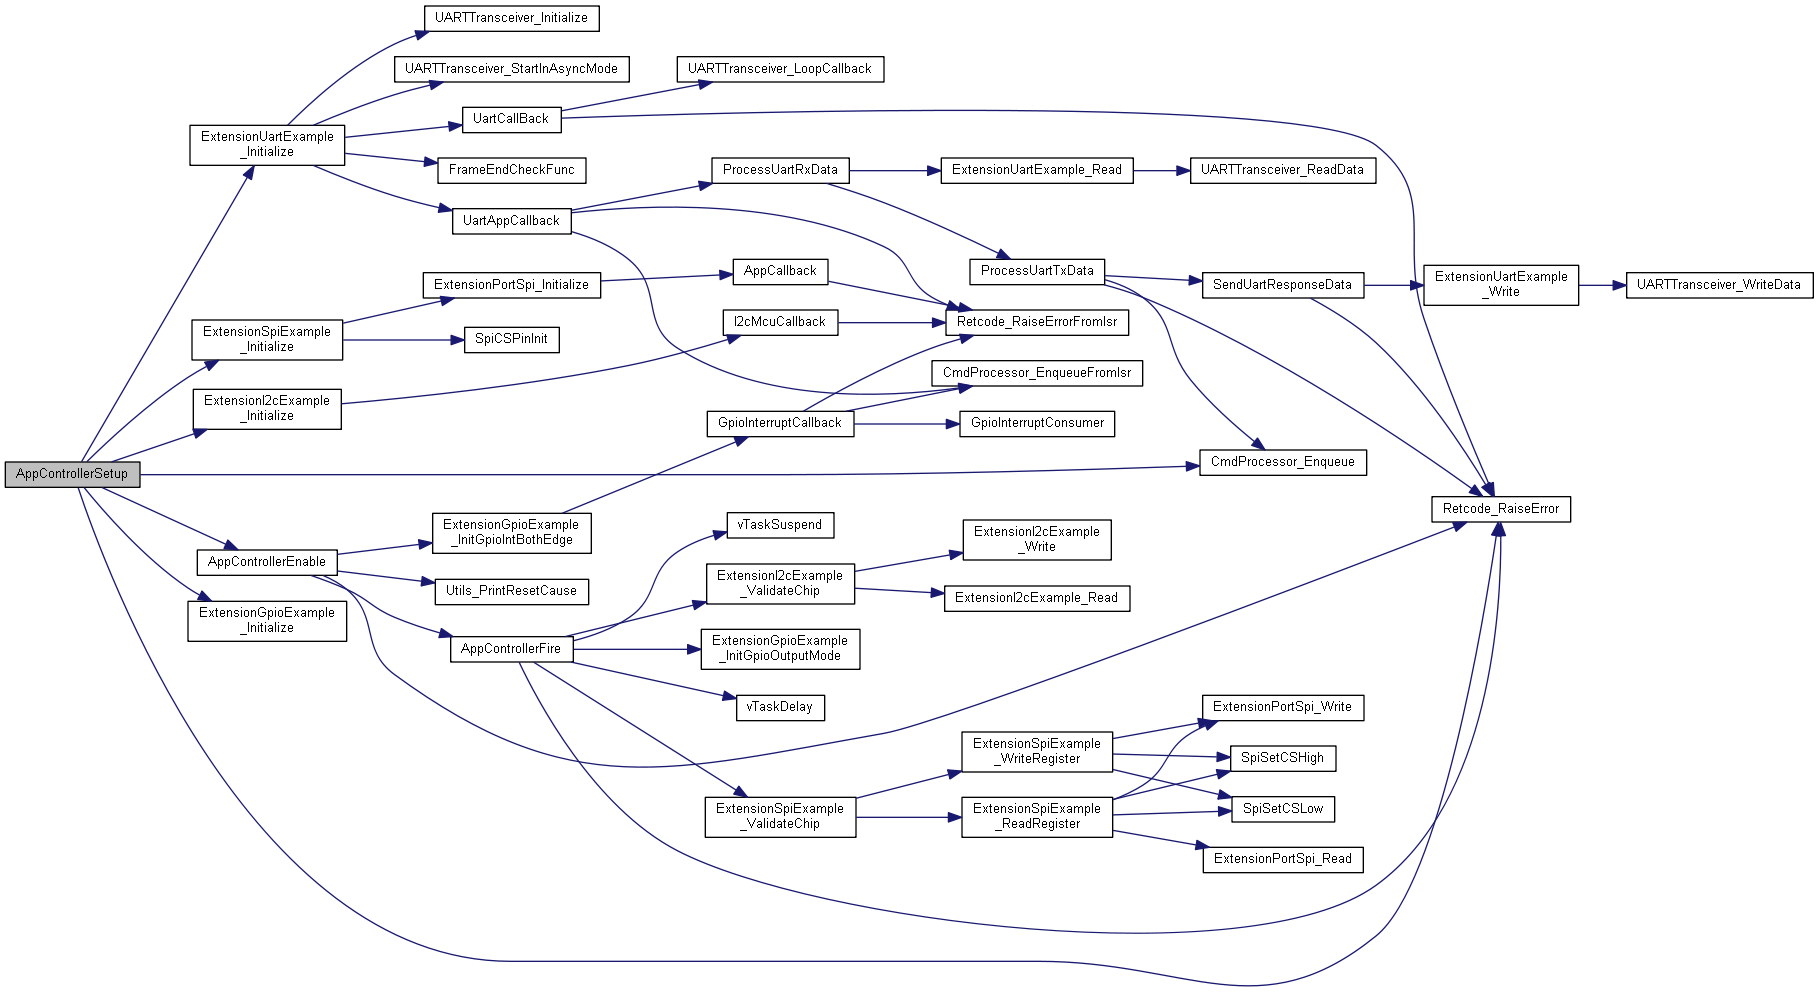 UARTTransceiver_Initialize
UARTTransceiver_StartInAsyncMode
UARTTransceiver_LoopCallback
UartCallBack
ExtensionUartExample
_Initialize
FrameEndCheckFunc
ProcessUartRxData
ExtensionUartExample_Read
UARTTransceiver_ReadData
UartAppCallback
AppCallback
ProcessUartTxData
ExtensionPortSpi_Initialize
SendUartResponseData
ExtensionUartExample
_Write
UARTTransceiver_WriteData
I2cMcuCallback
Retcode_RaiseErrorFromIsr
ExtensionSpiExample
_Initialize
SpiCSPinInit
CmdProcessor_EnqueueFromIsr
ExtensionI2cExample
_Initialize
GpioInterruptCallback
GpioInterruptConsumer
CmdProcessor_Enqueue
AppControllerSetup
Retcode_RaiseError
ExtensionGpioExample
_InitGpioIntBothEdge
vTaskSuspend
ExtensionI2cExample
_Write
AppControllerEnable
Utils_PrintResetCause
ExtensionI2cExample
_ValidateChip
ExtensionI2cExample_Read
ExtensionGpioExample
_Initialize
AppControllerFire
ExtensionGpioExample
_InitGpioOutputMode
vTaskDelay
ExtensionPortSpi_Write
ExtensionSpiExample
_WriteRegister
SpiSetCSHigh
ExtensionSpiExample
_ValidateChip
ExtensionSpiExample
_ReadRegister
SpiSetCSLow
ExtensionPortSpi_Read